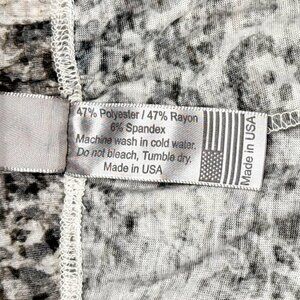 47% Polyester / 47% Rayon
6% Spandex
Machine wash in cold water.
Do not bleach, Tumble dry.
Made in USA
Made in USA